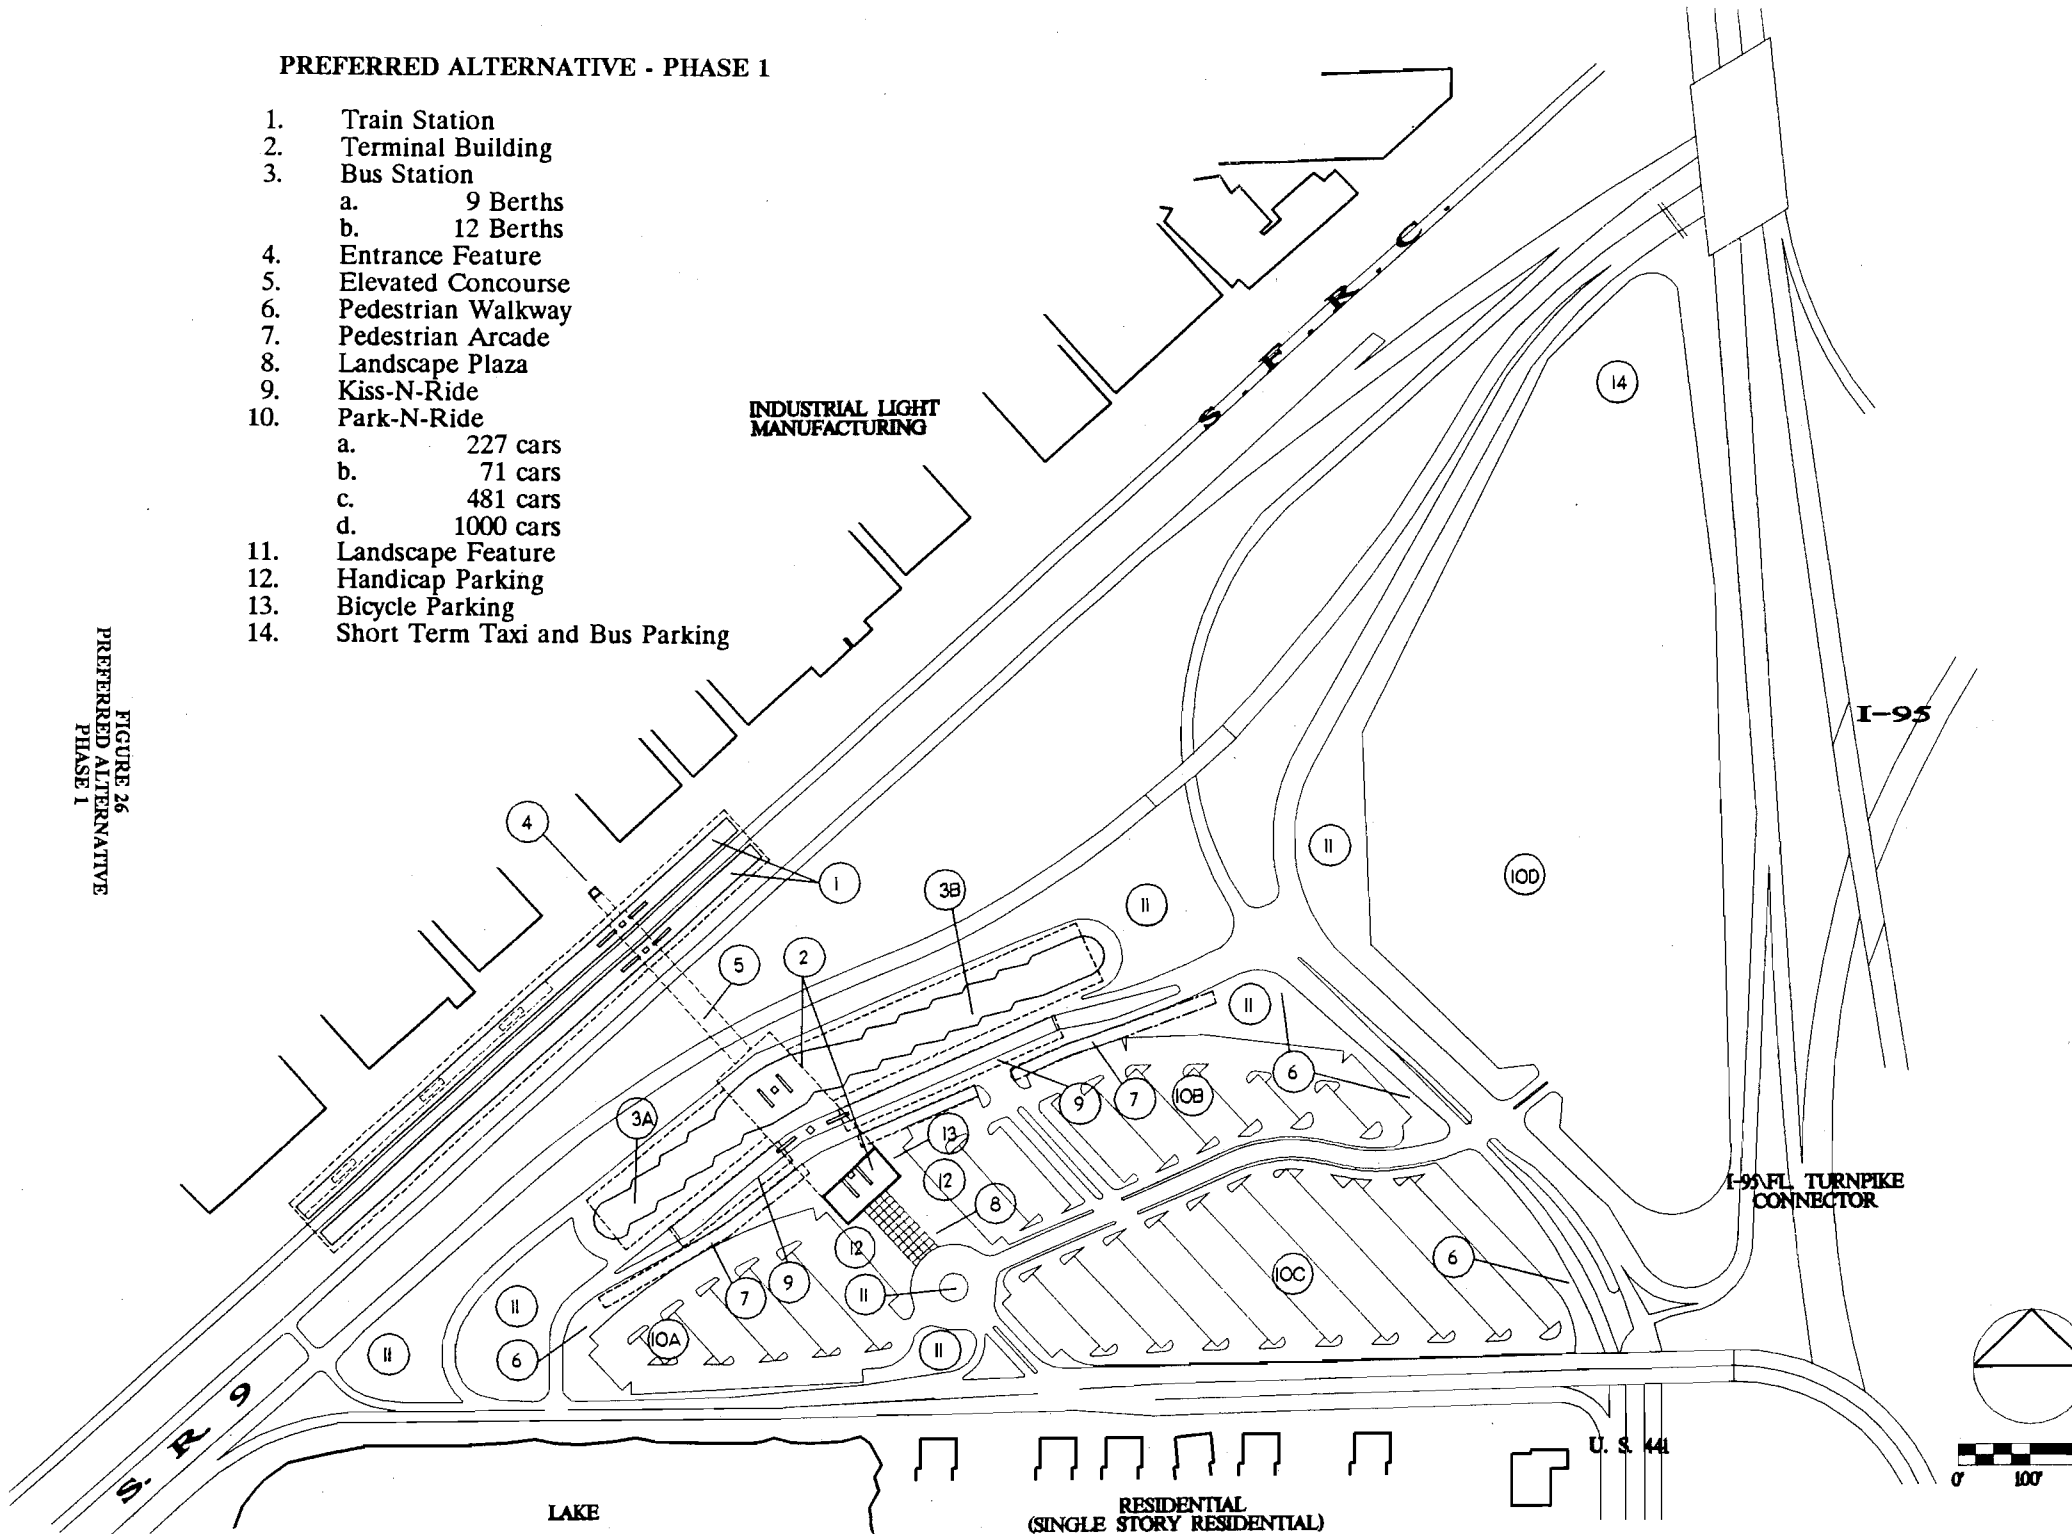 PREFERRED ALTERNATIVE - PHASE 1
1. Train Station
2. Terminal Building
3. Bus Station
a. 9 Berths
b. 12 Berths
4. Entrance Feature
5. Elevated Concourse
6. Pedestrian Walkway
7. Pedestrian Arcade
8. Landscape Plaza
9. Kiss-N-Ride
10. Park-N-Ride
a. 227 cars
b. 71 cars
c. 481 cars
d. 1000 cars
11. Landscape Feature
12. Handicap Parking
13. Bicycle Parking
14. Short Term Taxi and Bus Parking
FIGURE 26
PREFERRED ALTERNATIVE
PHASE 1
INDUSTRIAL LIGHT
MANUFACTURING
S.F.R.C.
14
I-95
4
1
3B
11
11
10D
5
2
11
3A
9
7
10B
6
13
12
8
12
11
7
9
10C
6
11
6
10A
11
11
I-95\FL. TURNPIKE
CONNECTOR
S. R 9
U. S. 441
0' 100'
LAKE
RESIDENTIAL
(SINGLE STORY RESIDENTIAL)